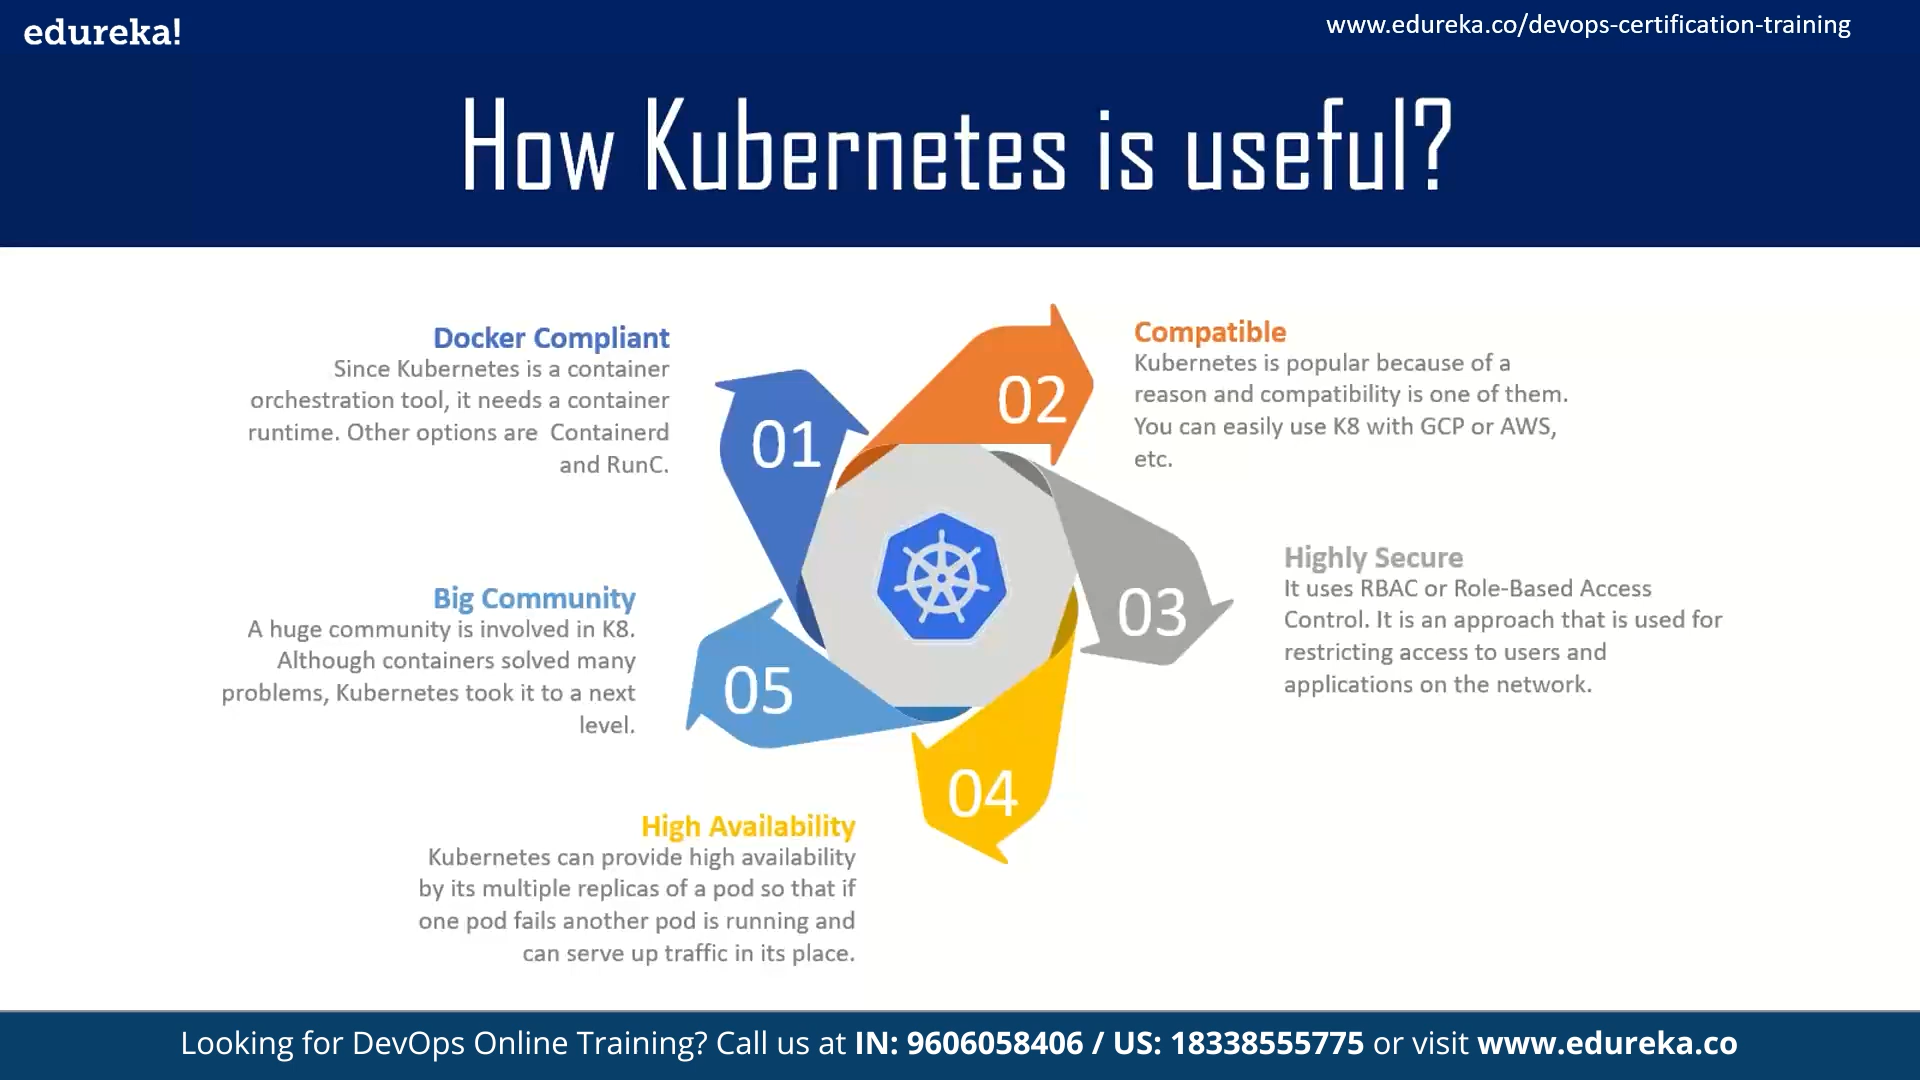 edureka!
www.edureka.co/devops-certification-training
How Kubernetes is useful?
Docker Compliant
Since Kubernetes is a container
orchestration tool, it needs a container
runtime. Other options are  Containerd
and RunC.
01
02
Compatible
Kubernetes is popular because of a
reason and compatibility is one of them.
You can easily use K8 with GCP or AWS,
etc.
03
Highly Secure
It uses RBAC or Role-Based Access
Control. It is an approach that is used for
restricting access to users and
applications on the network.
Big Community
A huge community is involved in K8.
Although containers solved many
problems, Kubernetes took it to a next
level.
05
04
High Availability
Kubernetes can provide high availability
by its multiple replicas of a pod so that if
one pod fails another pod is running and
can serve up traffic in its place.
Looking for DevOps Online Training? Call us at IN: 9606058406 / US: 18338555775 or visit www.edureka.co